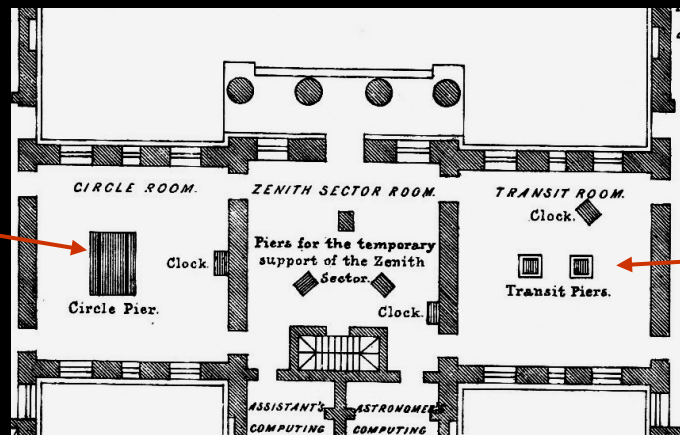 CIRCLE ROOM.
ZENITH SECTOR ROOM.
TRANSIT ROOM.
Clock.
Piers for the temporary
support of the Zenith
Sector.
Clock.
Circle Pier.
Transit Piers.
Clock.
ASSISTANT'S
COMPUTING
ASTRONOMER'S
COMPUTING